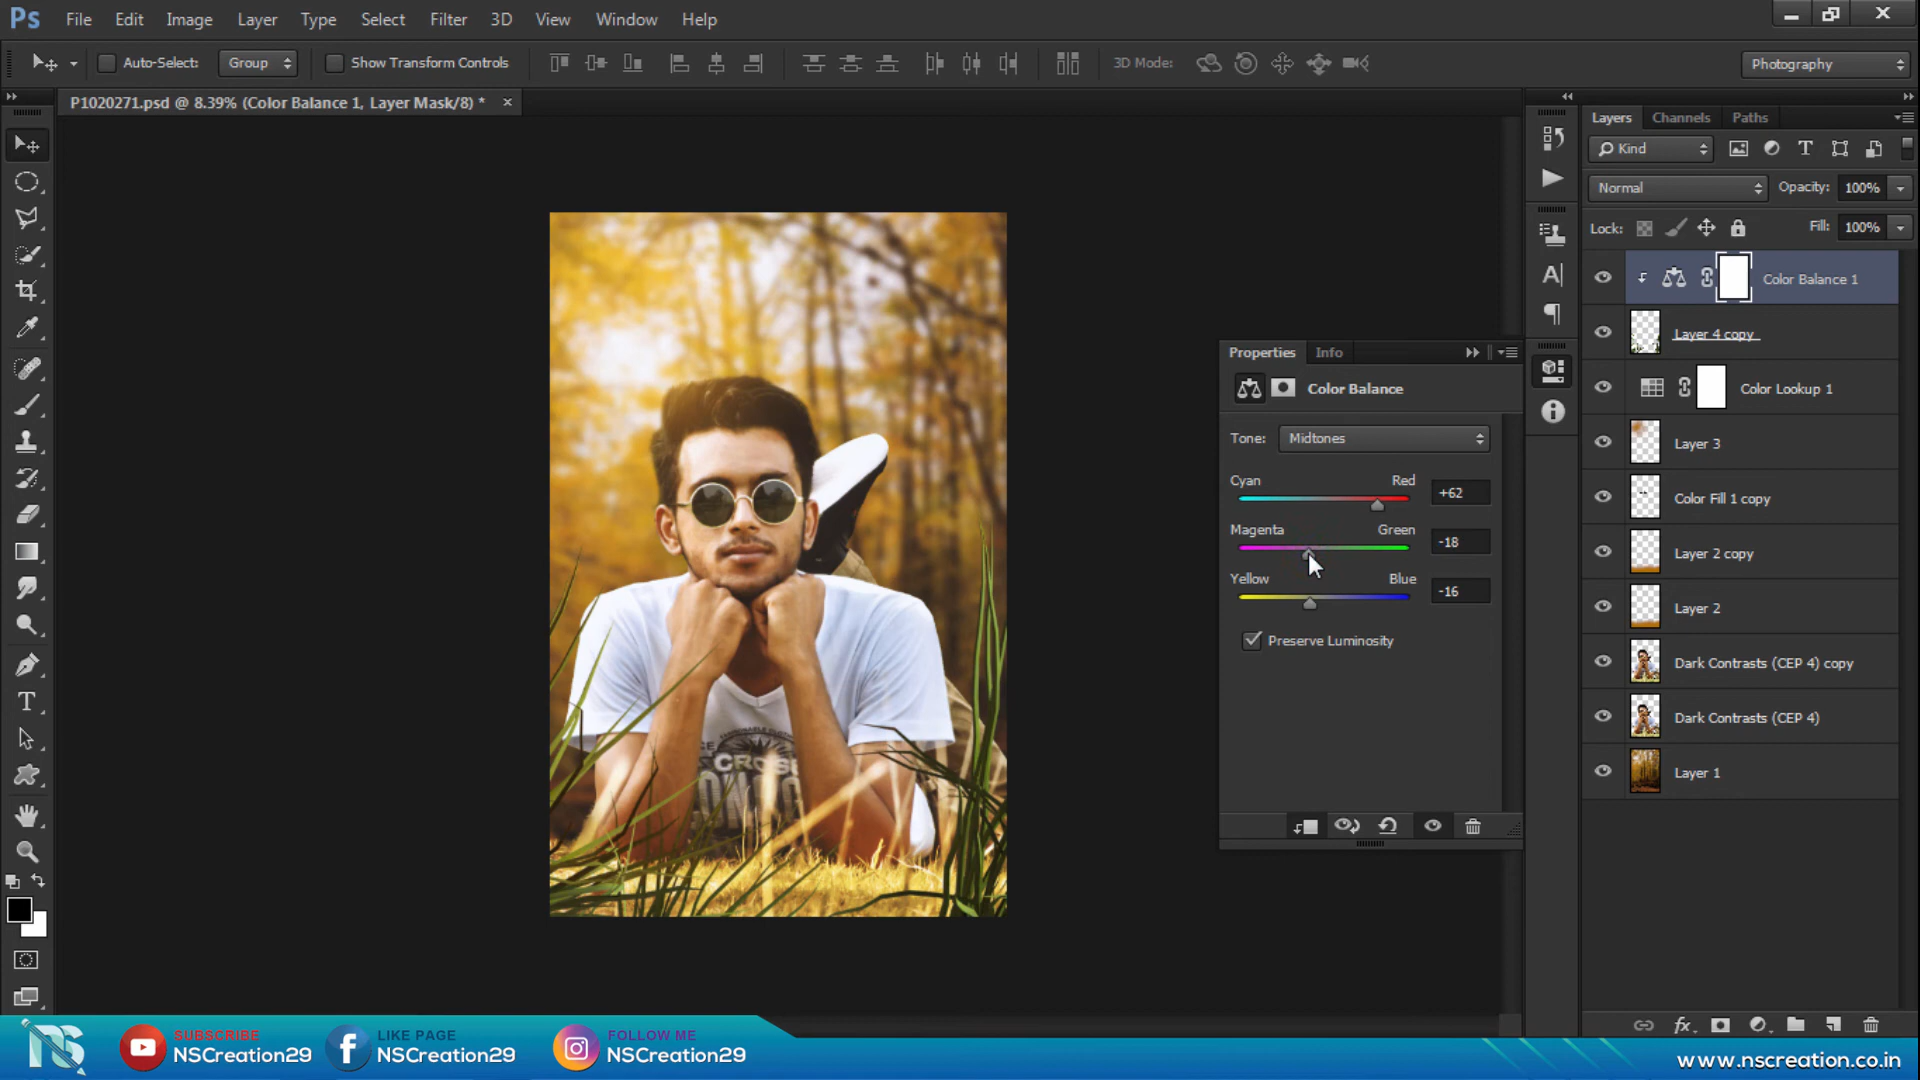 Ps File Edit Image Layer Type Select Filter 3D View Window Help
Auto-Select: Group Show Transform Controls 3D Mode: Photography
P1020271.psd @ 8.39% (Color Balance 1, Layer Mask/8) *
Layers Channels Paths
Kind
Normal Opacity: 100%
Lock: Fill: 100%
Color Balance 1
Layer 4 copy
Color Lookup 1
Layer 3
Color Fill 1 copy
Layer 2 copy
Layer 2
Dark Contrasts (CEP 4) copy
Dark Contrasts (CEP 4)
Layer 1
Properties Info
Color Balance
Tone: Midtones
Cyan Red +62
Magenta Green -18
Yellow Blue -16
Preserve Luminosity
CROS
NS
SUBSCRIBE
NSCreation29
LIKE PAGE
NSCreation29
FOLLOW ME
NSCreation29
www.nscreation.co.in